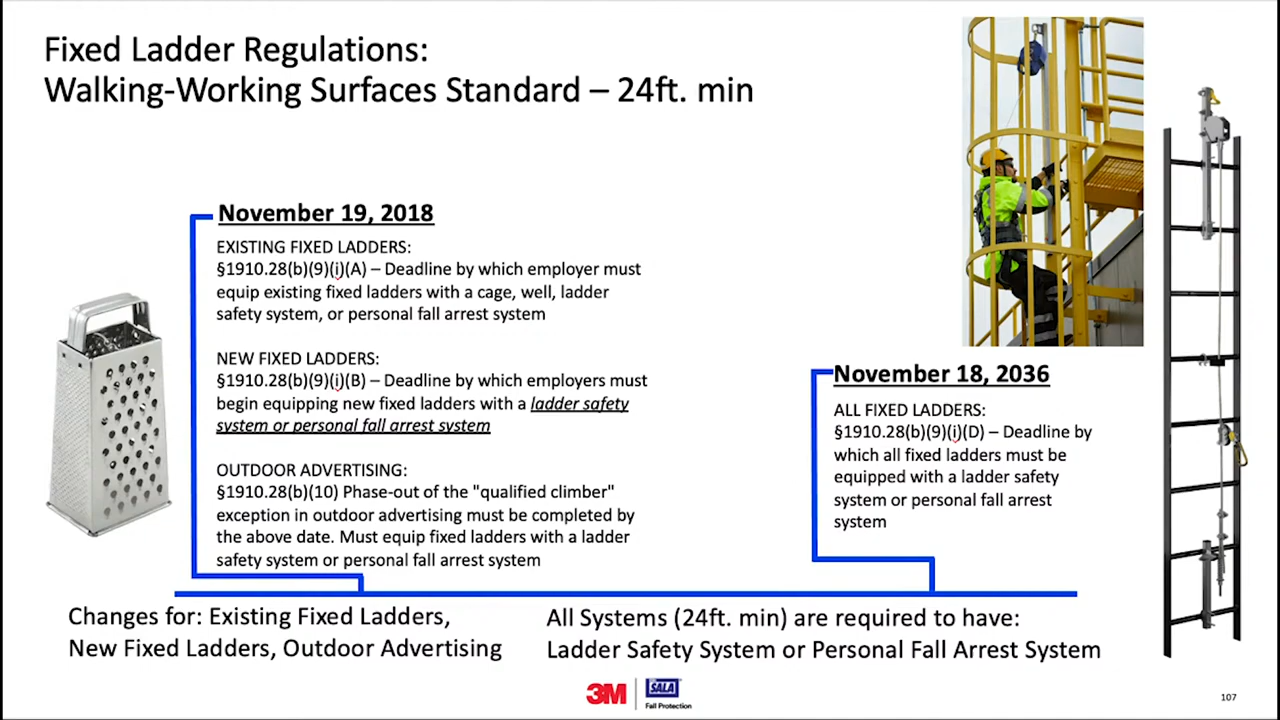 Fixed Ladder Regulations:
Walking-Working Surfaces Standard – 24ft. min
November 19, 2018
EXISTING FIXED LADDERS:
§1910.28(b)(9)(i)(A) – Deadline by which employer must
equip existing fixed ladders with a cage, well, ladder
safety system, or personal fall arrest system
NEW FIXED LADDERS:
§1910.28(b)(9)(i)(B) – Deadline by which employers must
begin equipping new fixed ladders with a ladder safety
system or personal fall arrest system
OUTDOOR ADVERTISING:
§1910.28(b)(10) Phase-out of the "qualified climber"
exception in outdoor advertising must be completed by
the above date. Must equip fixed ladders with a ladder
safety system or personal fall arrest system
November 18, 2036
ALL FIXED LADDERS:
§1910.28(b)(9)(i)(D) – Deadline by
which all fixed ladders must be
equipped with a ladder safety
system or personal fall arrest
system
Changes for: Existing Fixed Ladders,
New Fixed Ladders, Outdoor Advertising
All Systems (24ft. min) are required to have:
Ladder Safety System or Personal Fall Arrest System
3M
SALA
Fall Protection
107